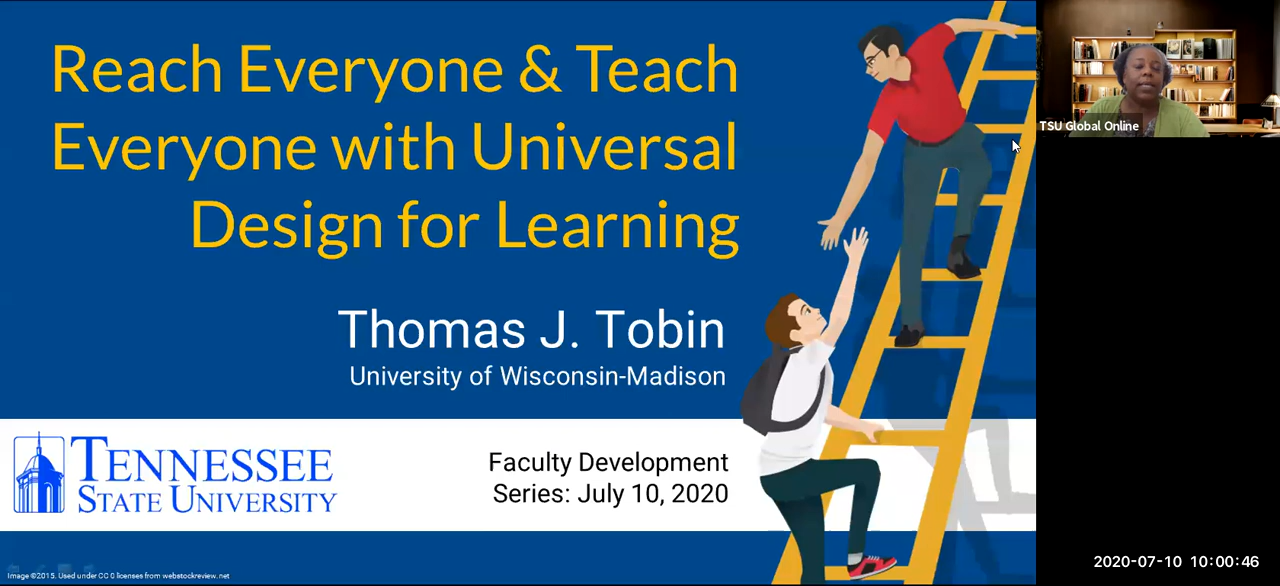 Reach Everyone & Teach
Everyone with Universal
Design for Learning
Thomas J. Tobin
University of Wisconsin-Madison
TENNESSEE
STATE UNIVERSITY
Faculty Development
Series: July 10, 2020
Image ©2015. Used under CC 0 licenses from webstockreview.net
TSU Global Online
2020-07-10 10:00:46